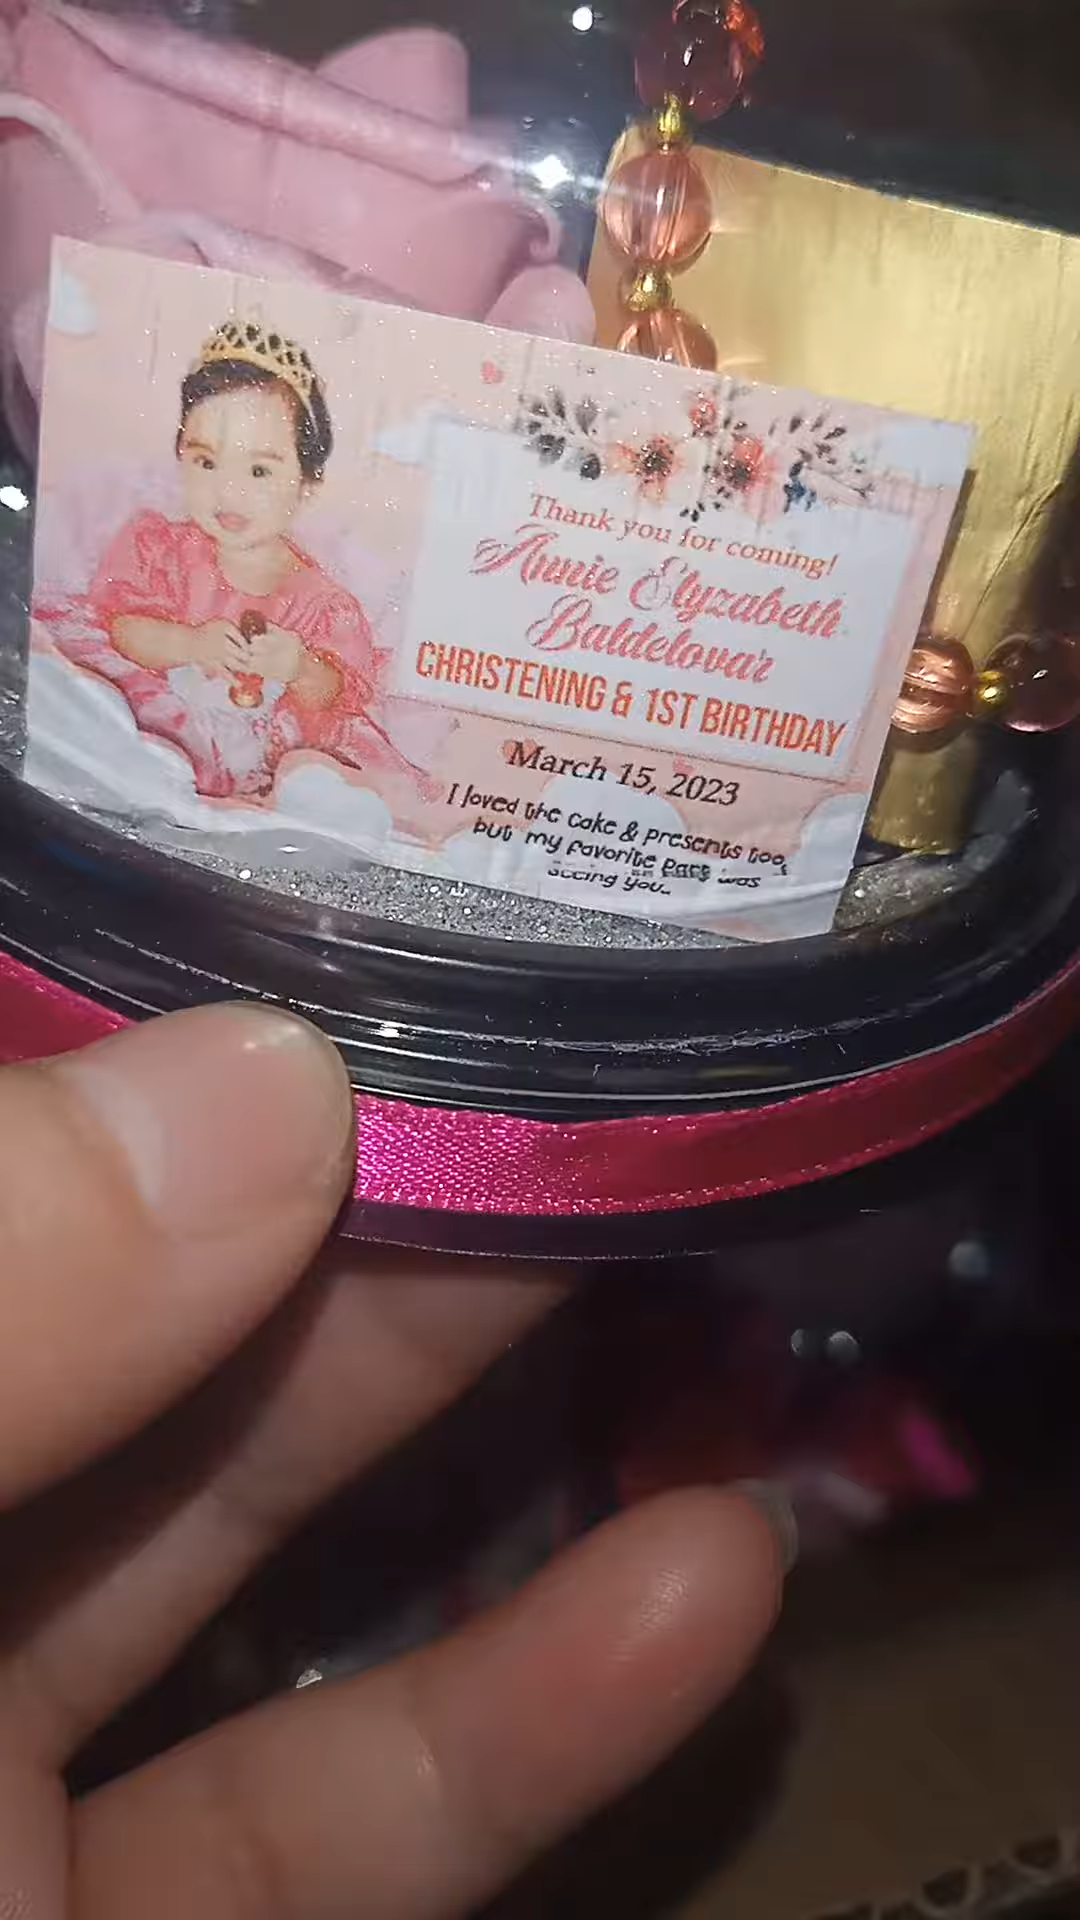 Thank you for coming!
Annie Elyzabeth
Baldelovar
CHRISTENING & 1ST BIRTHDAY
March 15, 2023
I loved the cake & presents too,
but my favorite part was
seeing you..